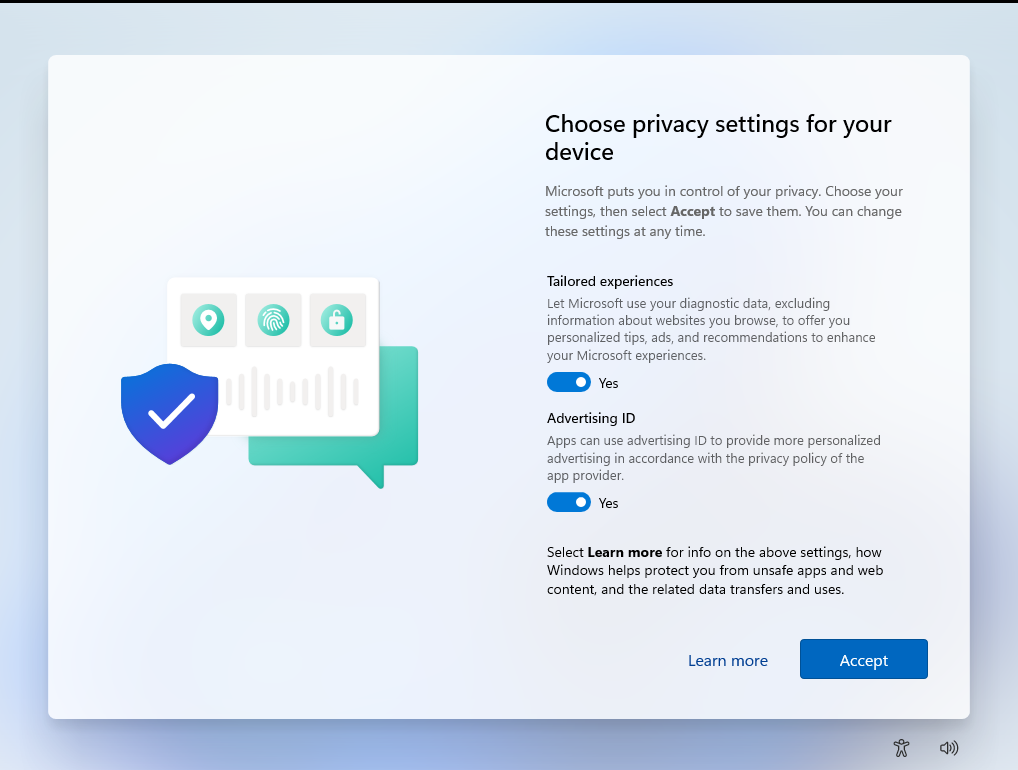 Choose privacy settings for your
device
Microsoft puts you in control of your privacy. Choose your
settings, then select Accept to save them. You can change
these settings at any time.
Tailored experiences
Let Microsoft use your diagnostic data, excluding
information about websites you browse, to offer you
personalized tips, ads, and recommendations to enhance
your Microsoft experiences.
Yes
Advertising ID
Apps can use advertising ID to provide more personalized
advertising in accordance with the privacy policy of the
app provider.
Yes
Select Learn more for info on the above settings, how
Windows helps protect you from unsafe apps and web
content, and the related data transfers and uses.
Learn more
Accept